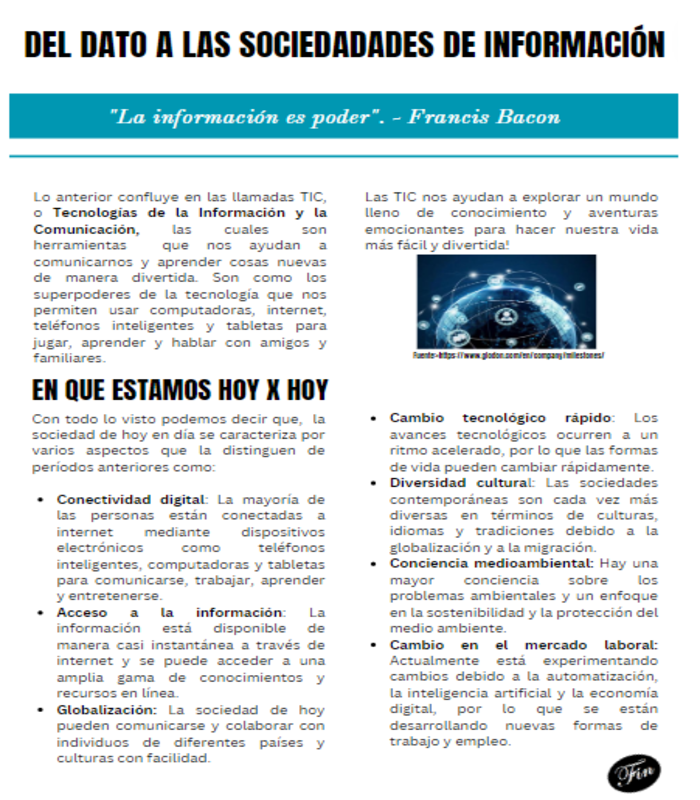 DEL DATO A LAS SOCIEDADADES DE INFORMACIÓN
"La información es poder". - Francis Bacon
Lo anterior confluye en las llamadas TIC,
o Tecnologías de la Información y la
Comunicación, las cuales son
herramientas que nos ayudan a
comunicarnos y aprender cosas nuevas
de manera divertida. Son como los
superpoderes de la tecnología que nos
permiten usar computadoras, internet,
teléfonos inteligentes y tabletas para
jugar, aprender y hablar con amigos y
familiares.
Las TIC nos ayudan a explorar un mundo
lleno de conocimiento y aventuras
emocionantes para hacer nuestra vida
más fácil y divertida!
Fuente:https://www.glodon.com/en/company/milestones/
EN QUE ESTAMOS HOY X HOY
Con todo lo visto podemos decir que, la
sociedad de hoy en día se caracteriza por
varios aspectos que la distinguen de
períodos anteriores como:
• Conectividad digital: La mayoría de
las personas están conectadas a
internet mediante dispositivos
electrónicos como teléfonos
inteligentes, computadoras y tabletas
para comunicarse, trabajar, aprender
y entretenerse.
• Acceso a la información: La
información está disponible de
manera casi instantánea a través de
internet y se puede acceder a una
amplia gama de conocimientos y
recursos en línea.
• Globalización: La sociedad de hoy
pueden comunicarse y colaborar con
individuos de diferentes países y
culturas con facilidad.
• Cambio tecnológico rápido: Los
avances tecnológicos ocurren a un
ritmo acelerado, por lo que las formas
de vida pueden cambiar rápidamente.
• Diversidad cultural: Las sociedades
contemporáneas son cada vez más
diversas en términos de culturas,
idiomas y tradiciones debido a la
globalización y a la migración.
• Conciencia medioambiental: Hay una
mayor conciencia sobre los
problemas ambientales y un enfoque
en la sostenibilidad y la protección del
medio ambiente.
• Cambio en el mercado laboral:
Actualmente está experimentando
cambios debido a la automatización,
la inteligencia artificial y la economía
digital, por lo que se están
desarrollando nuevas formas de
trabajo y empleo.
Fin